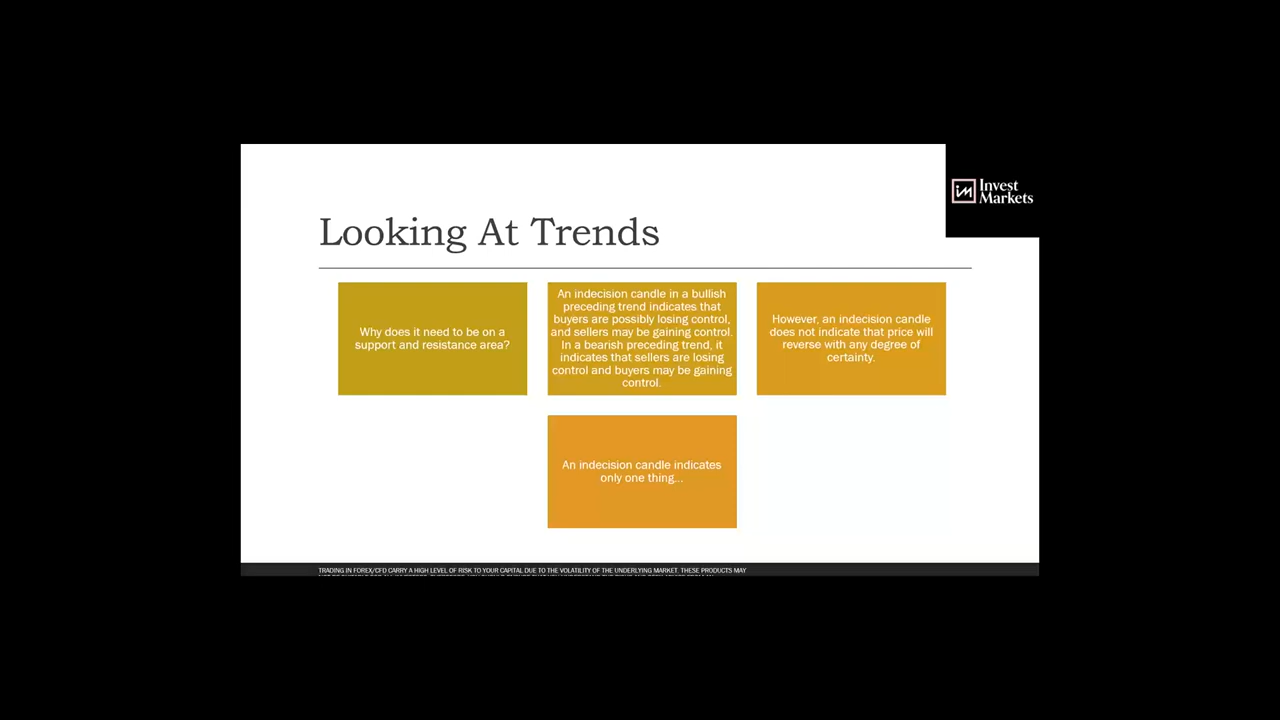 Invest
Markets
Looking At Trends
Why does it need to be on a
support and resistance area?
An indecision candle in a bullish
preceding trend indicates that
buyers are possibly losing control,
and sellers may be gaining control.
In a bearish preceding trend, it
indicates that sellers are losing
control and buyers may be gaining
control.
However, an indecision candle
does not indicate that price will
reverse with any degree of
certainty.
An indecision candle indicates
only one thing...
TRADING IN FOREX/CFD CARRY A HIGH LEVEL OF RISK TO YOUR CAPITAL DUE TO THE VOLATILITY OF THE UNDERLYING MARKET. THESE PRODUCTS MAY